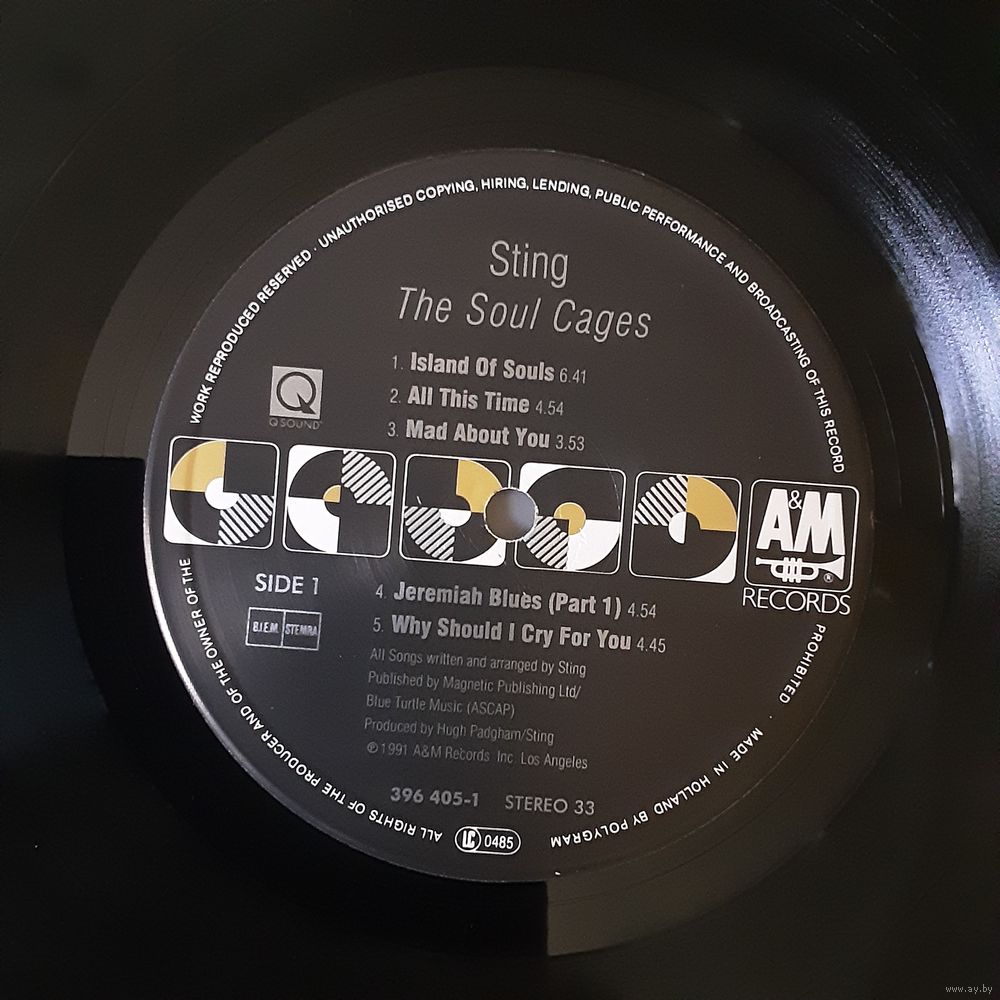 WORK REPRODUCED RESERVED · UNAUTHORISED COPYING, HIRING, LENDING, PUBLIC PERFORMANCE AND BROADCASTING OF THIS RECORD
Sting
The Soul Cages
1. Island Of Souls 6.41
2. All This Time 4.54
3. Mad About You 3.53
Q
QSOUND
A&M
®
RECORDS
SIDE 1
B.I.E.M. STEMRA
4. Jeremiah Blues (Part 1) 4.54
5. Why Should I Cry For You 4.45
All Songs written and arranged by Sting
Published by Magnetic Publishing Ltd/
Blue Turtle Music (ASCAP)
Produced by Hugh Padgham/Sting
℗ 1991 A&M Records Inc. Los Angeles
396 405-1 STEREO 33
PROHIBITED · MADE IN HOLLAND BY POLYGRAM
LC 0485
ALL RIGHTS OF THE PRODUCER AND OF THE OWNER OF THE
www.ay.by